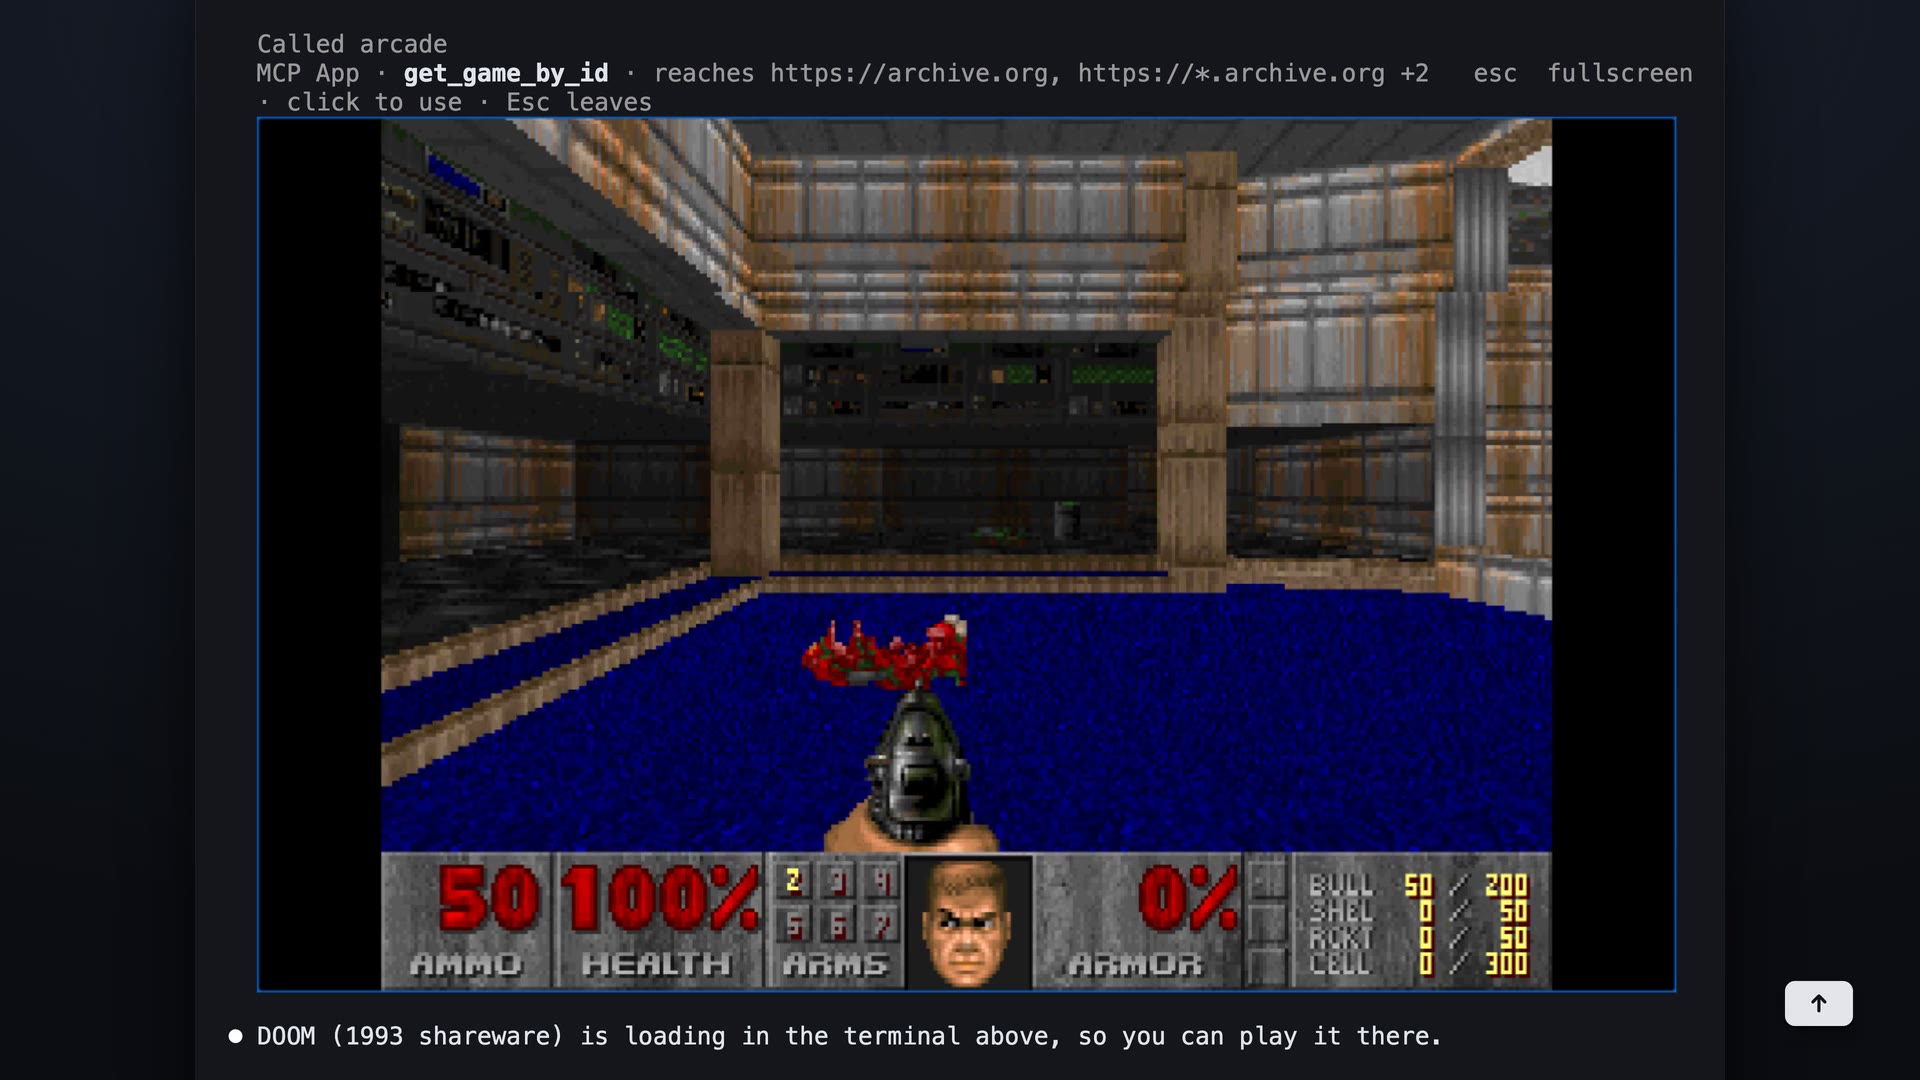 Called arcade
MCP App · get_game_by_id · reaches https://archive.org, https://*.archive.org +2 esc fullscreen
· click to use · Esc leaves
50 100% 2 3 4 0% BULL 50 / 200
5 6 7 SHEL 0 / 50
RCKT 0 / 50
AMMO HEALTH ARMS ARMOR CELL 0 / 300
● DOOM (1993 shareware) is loading in the terminal above, so you can play it there.